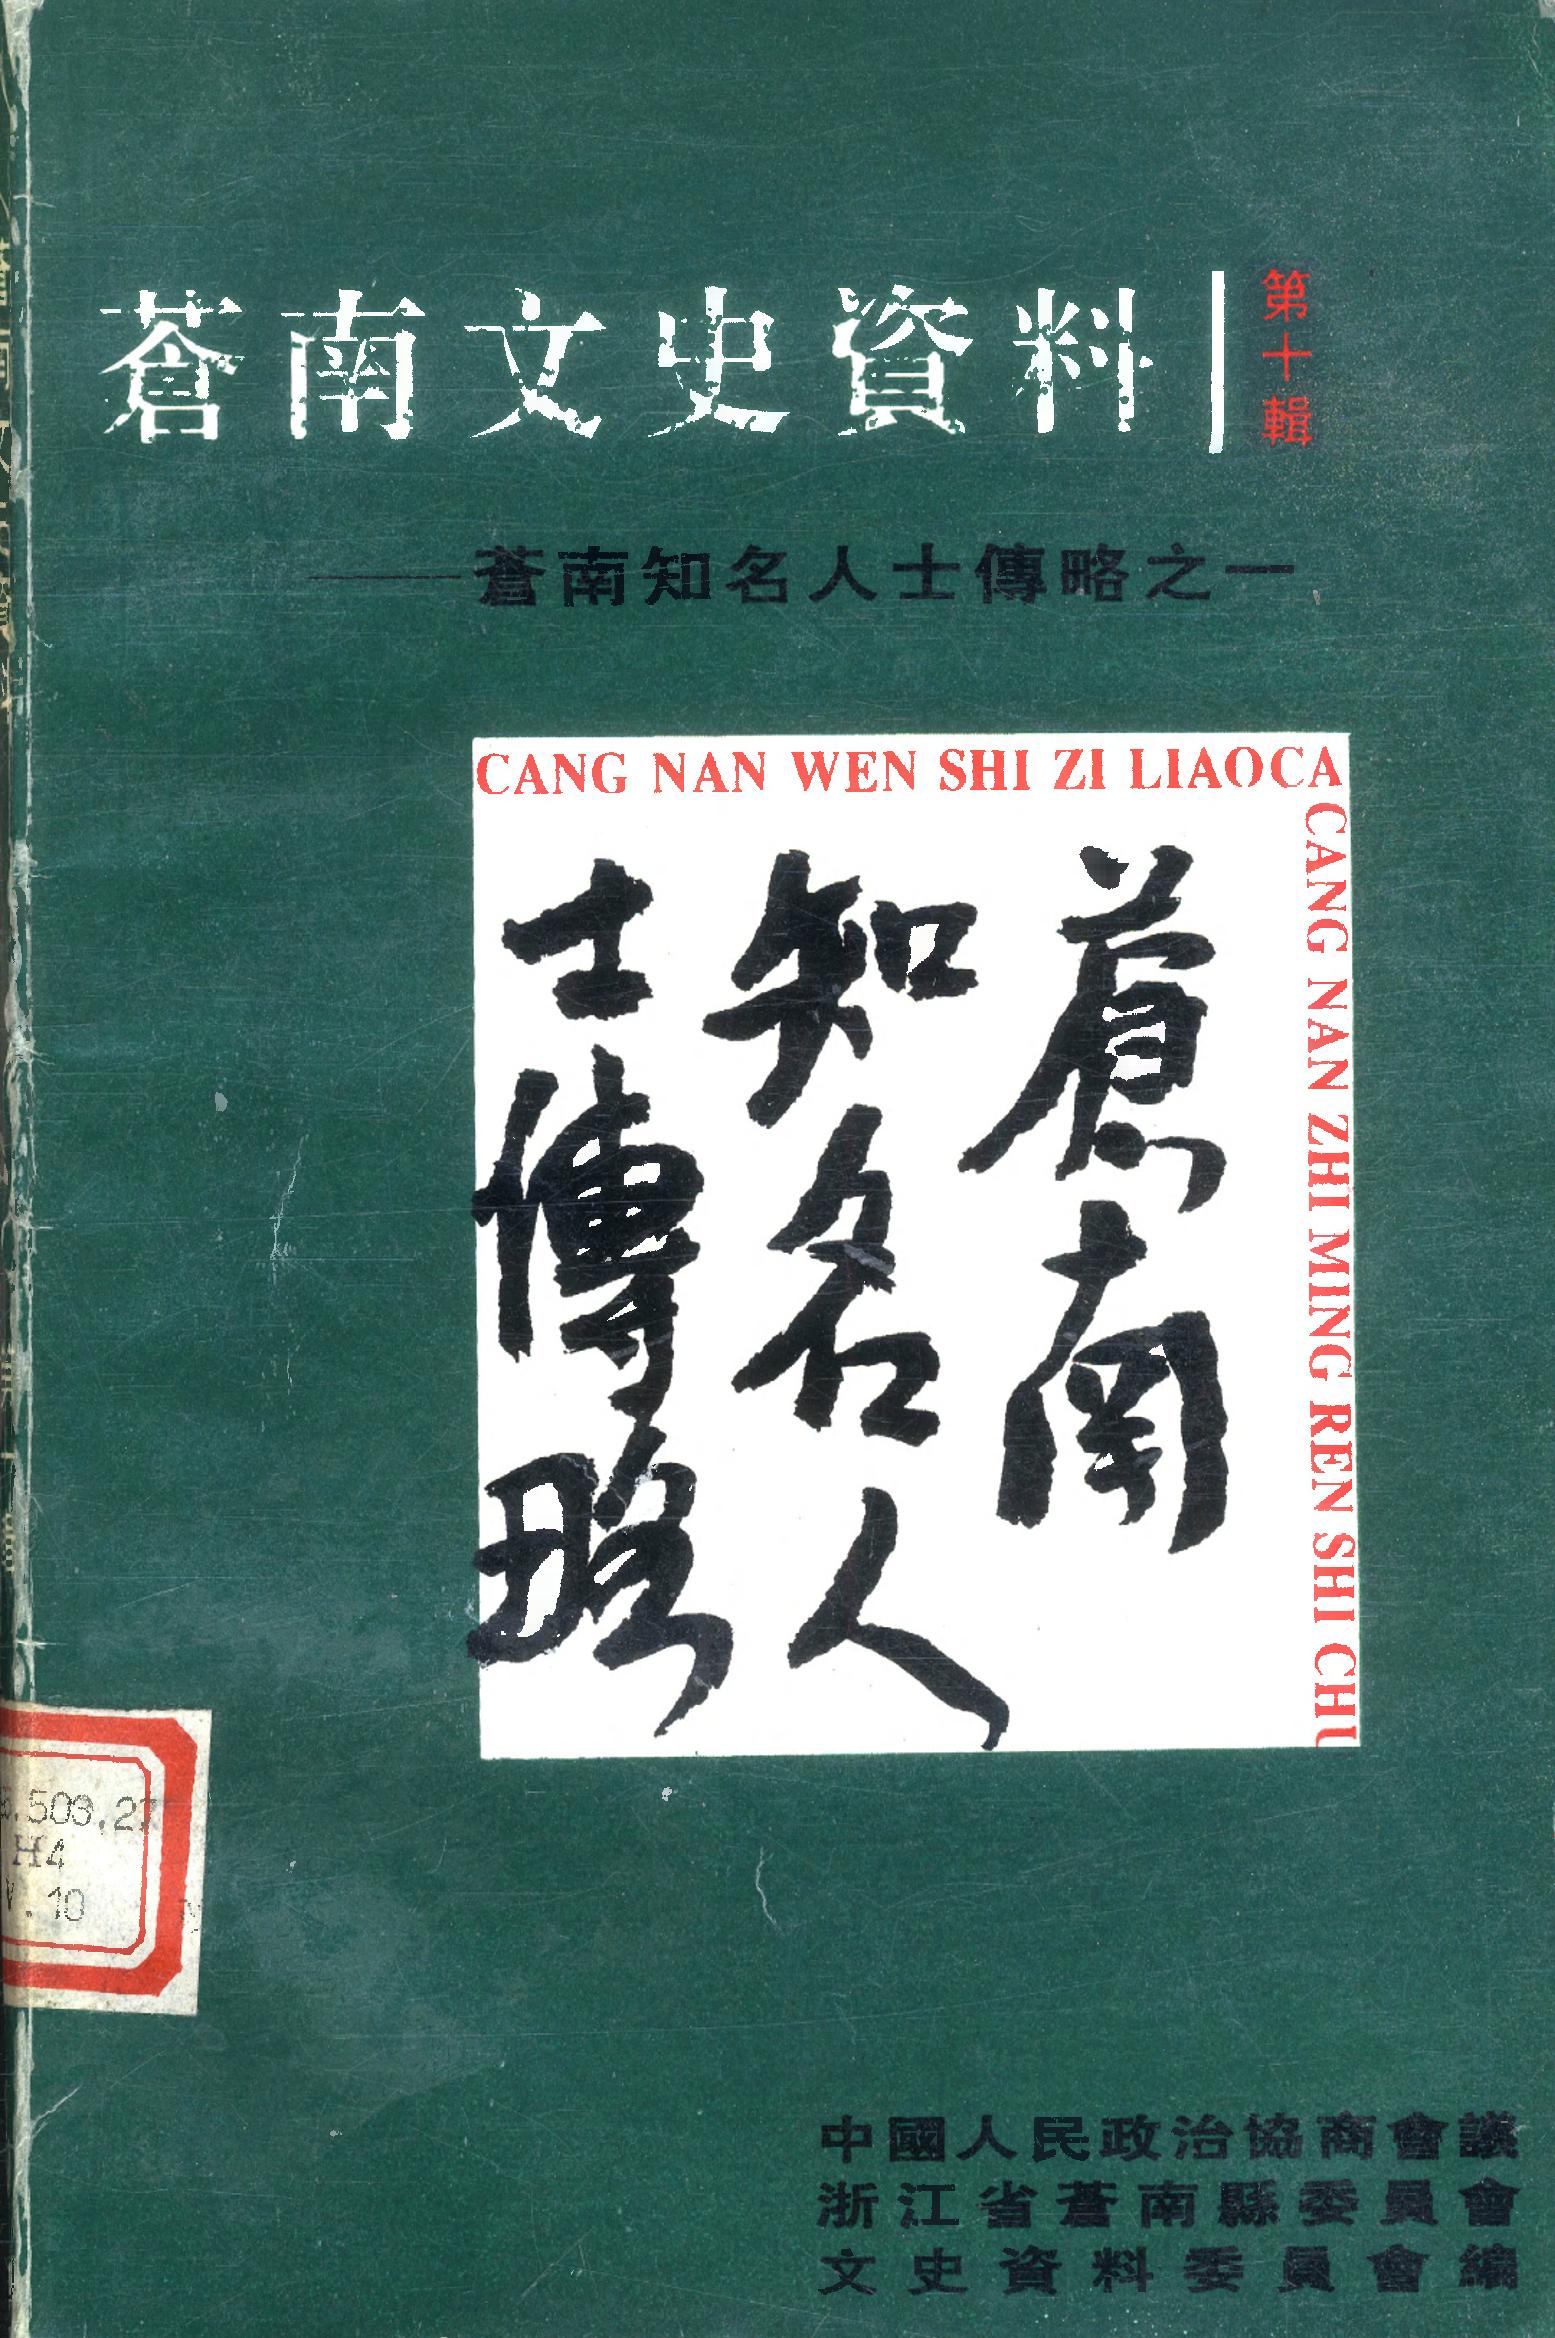 蒼南文史資料
第十輯
——蒼南知名人士傳略之一
CANG NAN WEN SHI ZI LIAOCA
CANG NAN ZHI MING REN SHI CHU
蒼南
知名人
士傳略
.503.27
H4
V.10
中國人民政治協商會議
浙江省蒼南縣委員會
文史資料委員會編